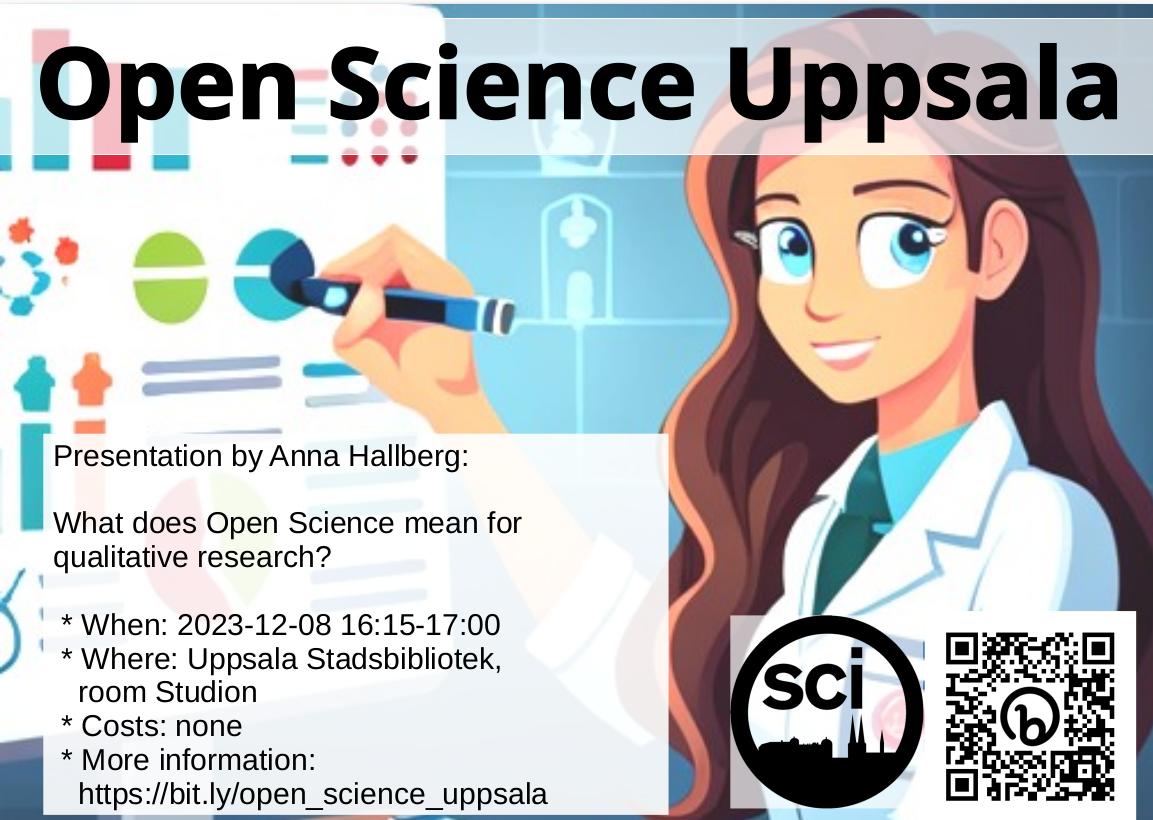 Open Science Uppsala
Presentation by Anna Hallberg:
What does Open Science mean for
qualitative research?
* When: 2023-12-08 16:15-17:00
* Where: Uppsala Stadsbibliotek,
room Studion
* Costs: none
* More information:
https://bit.ly/open_science_uppsala
sci
b